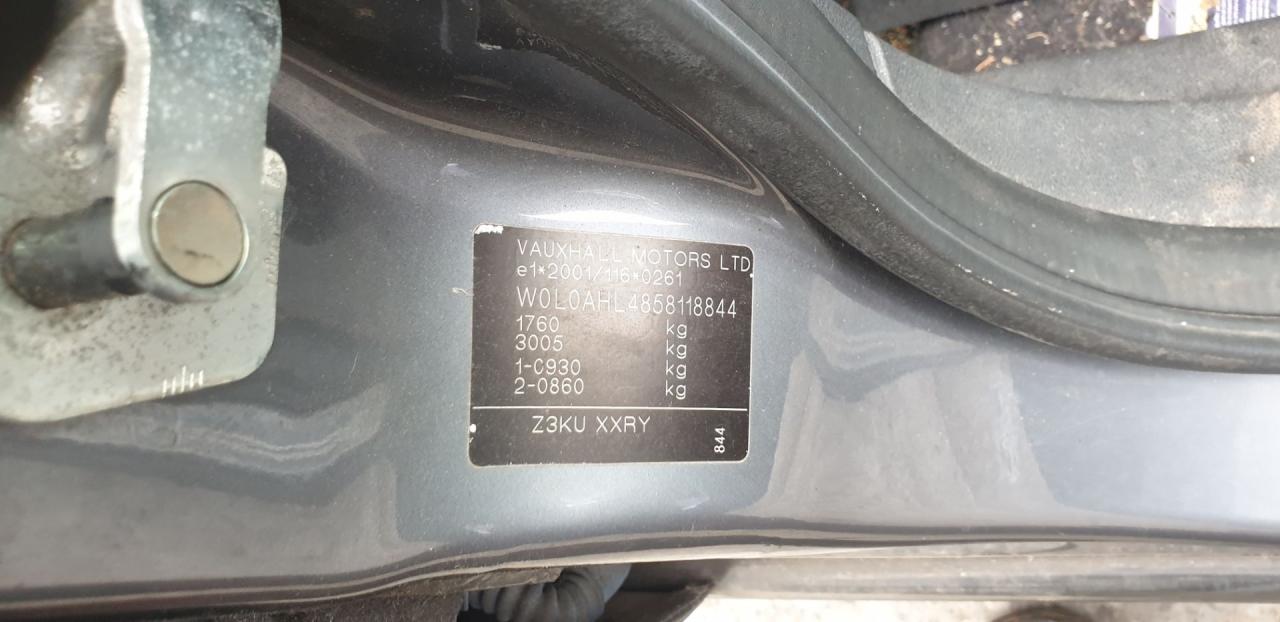 VAUXHALL MOTORS LTD
e1*2001/116*0261
W0L0AHL4858118844
1760 kg
3005 kg
1-0930 kg
2-0860 kg
Z3KU XXRY
844